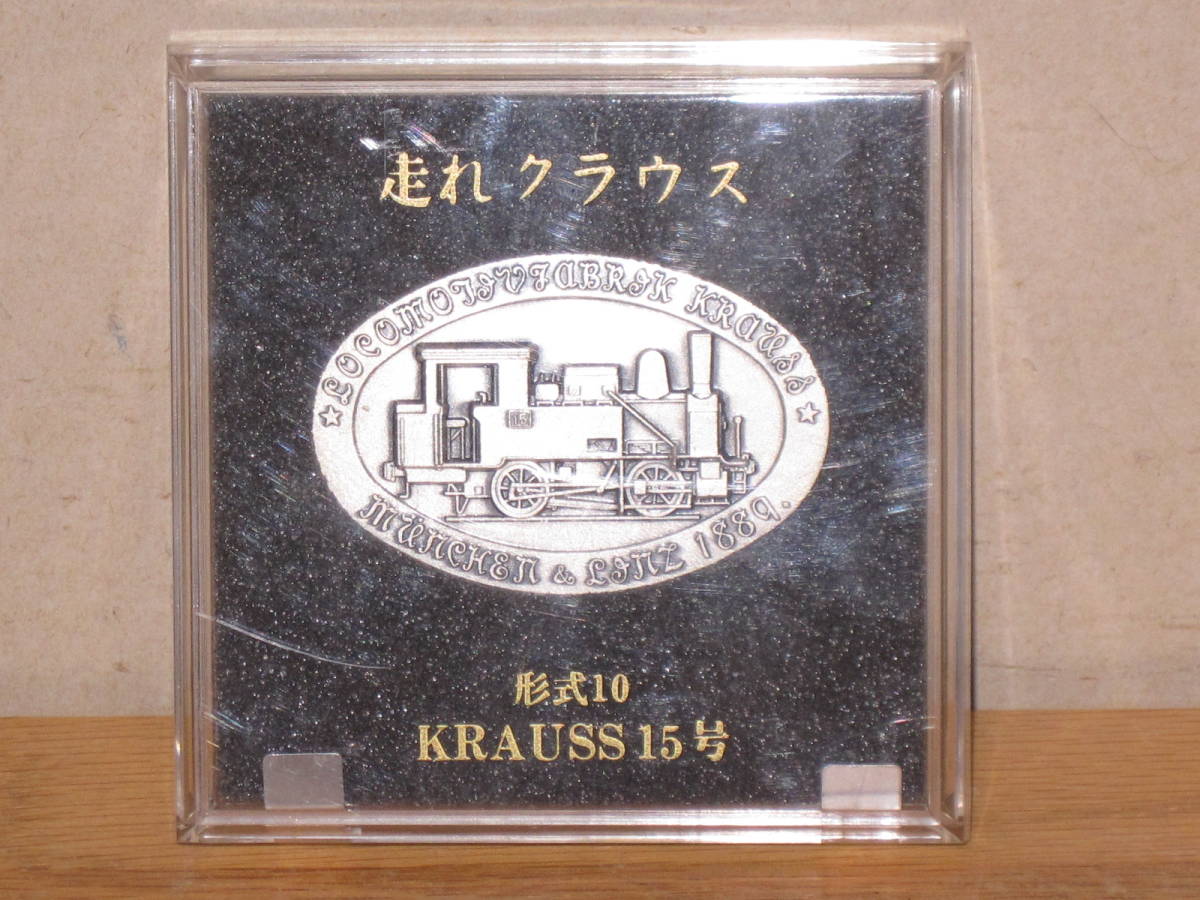 走れクラウス
LOCOMOTIVFABRIK KRAUSS
15
MÜNCHEN & LINZ 1889.
形式10
KRAUSS 15号